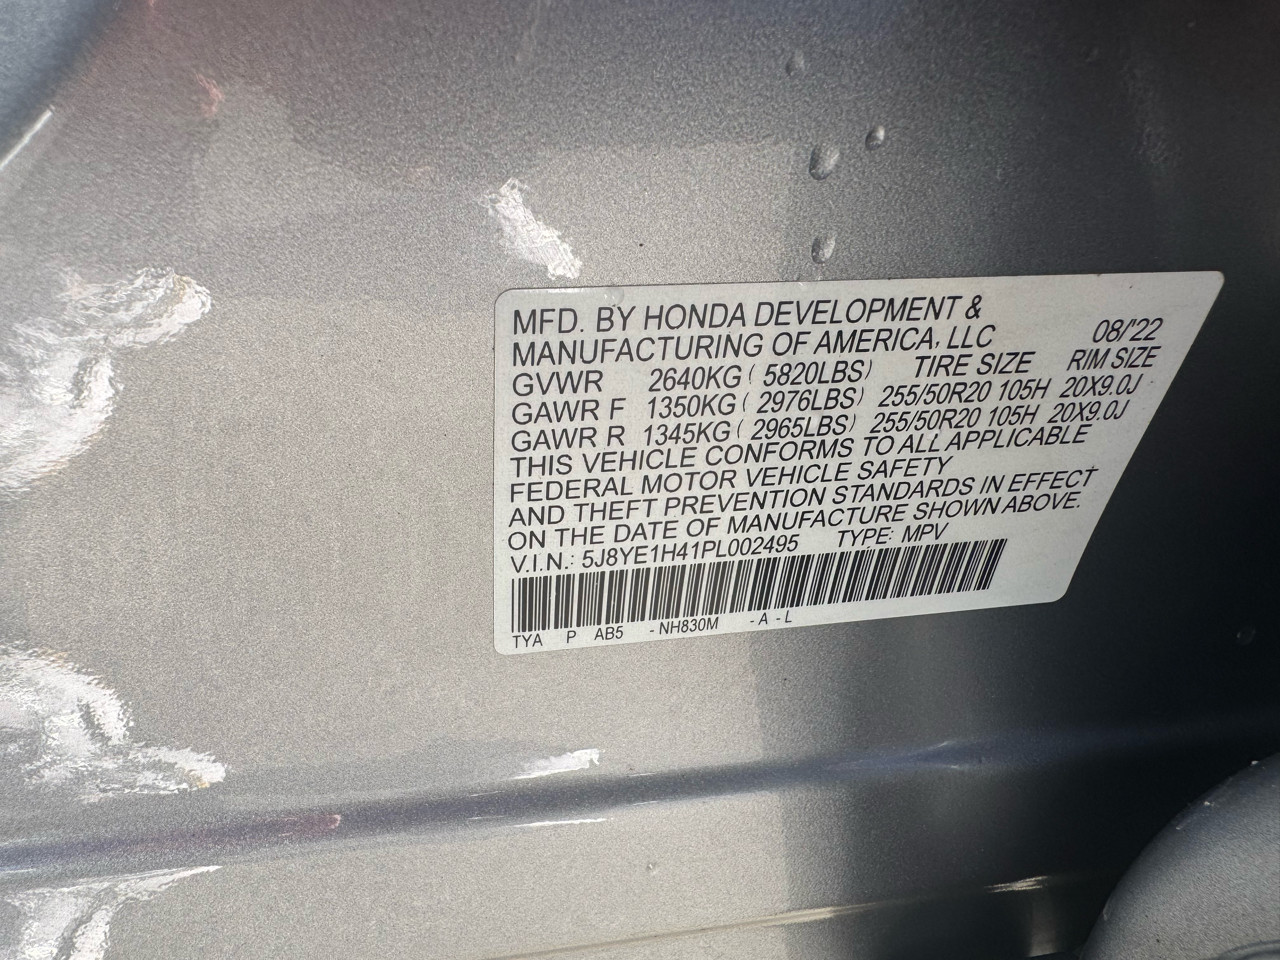 MFD. BY HONDA DEVELOPMENT &
MANUFACTURING OF AMERICA, LLC 08/'22
GVWR 2640KG ( 5820LBS) TIRE SIZE RIM SIZE
GAWR F 1350KG ( 2976LBS) 255/50R20 105H 20X9.0J
GAWR R 1345KG ( 2965LBS) 255/50R20 105H 20X9.0J
THIS VEHICLE CONFORMS TO ALL APPLICABLE
FEDERAL MOTOR VEHICLE SAFETY
AND THEFT PREVENTION STANDARDS IN EFFECT
ON THE DATE OF MANUFACTURE SHOWN ABOVE.
V.I.N.: 5J8YE1H41PL002495 TYPE: MPV
TYA P AB5 - NH830M - A - L